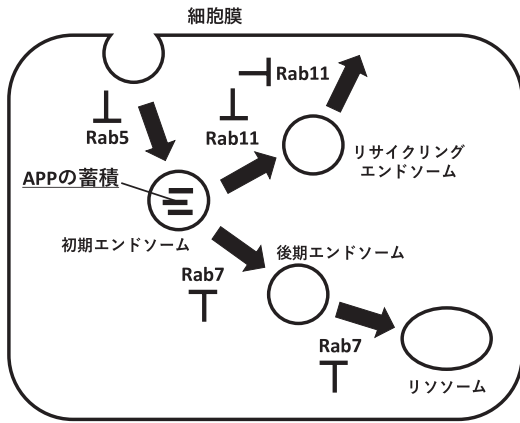 細胞膜
Rab11
Rab5
Rab11
リサイクリング
エンドソーム
APPの蓄積
初期エンドソーム
後期エンドソーム
Rab7
Rab7
リソソーム